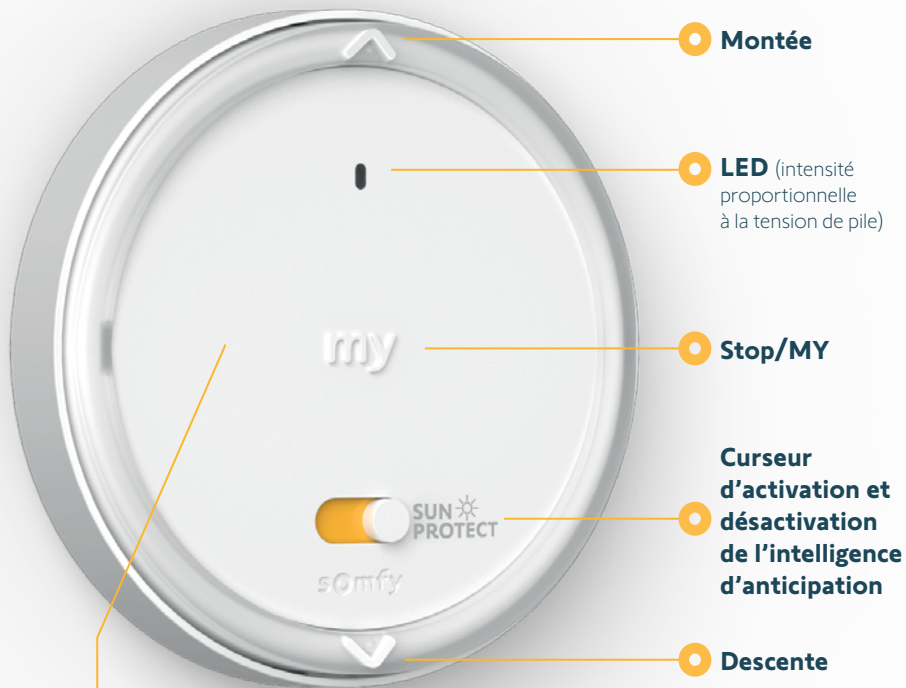 Montée
LED (intensité
proportionnelle
à la tension de pile)
my
Stop/MY
SUN
PROTECT
somfy
Curseur
d’activation et
désactivation
de l’intelligence
d’anticipation
Descente